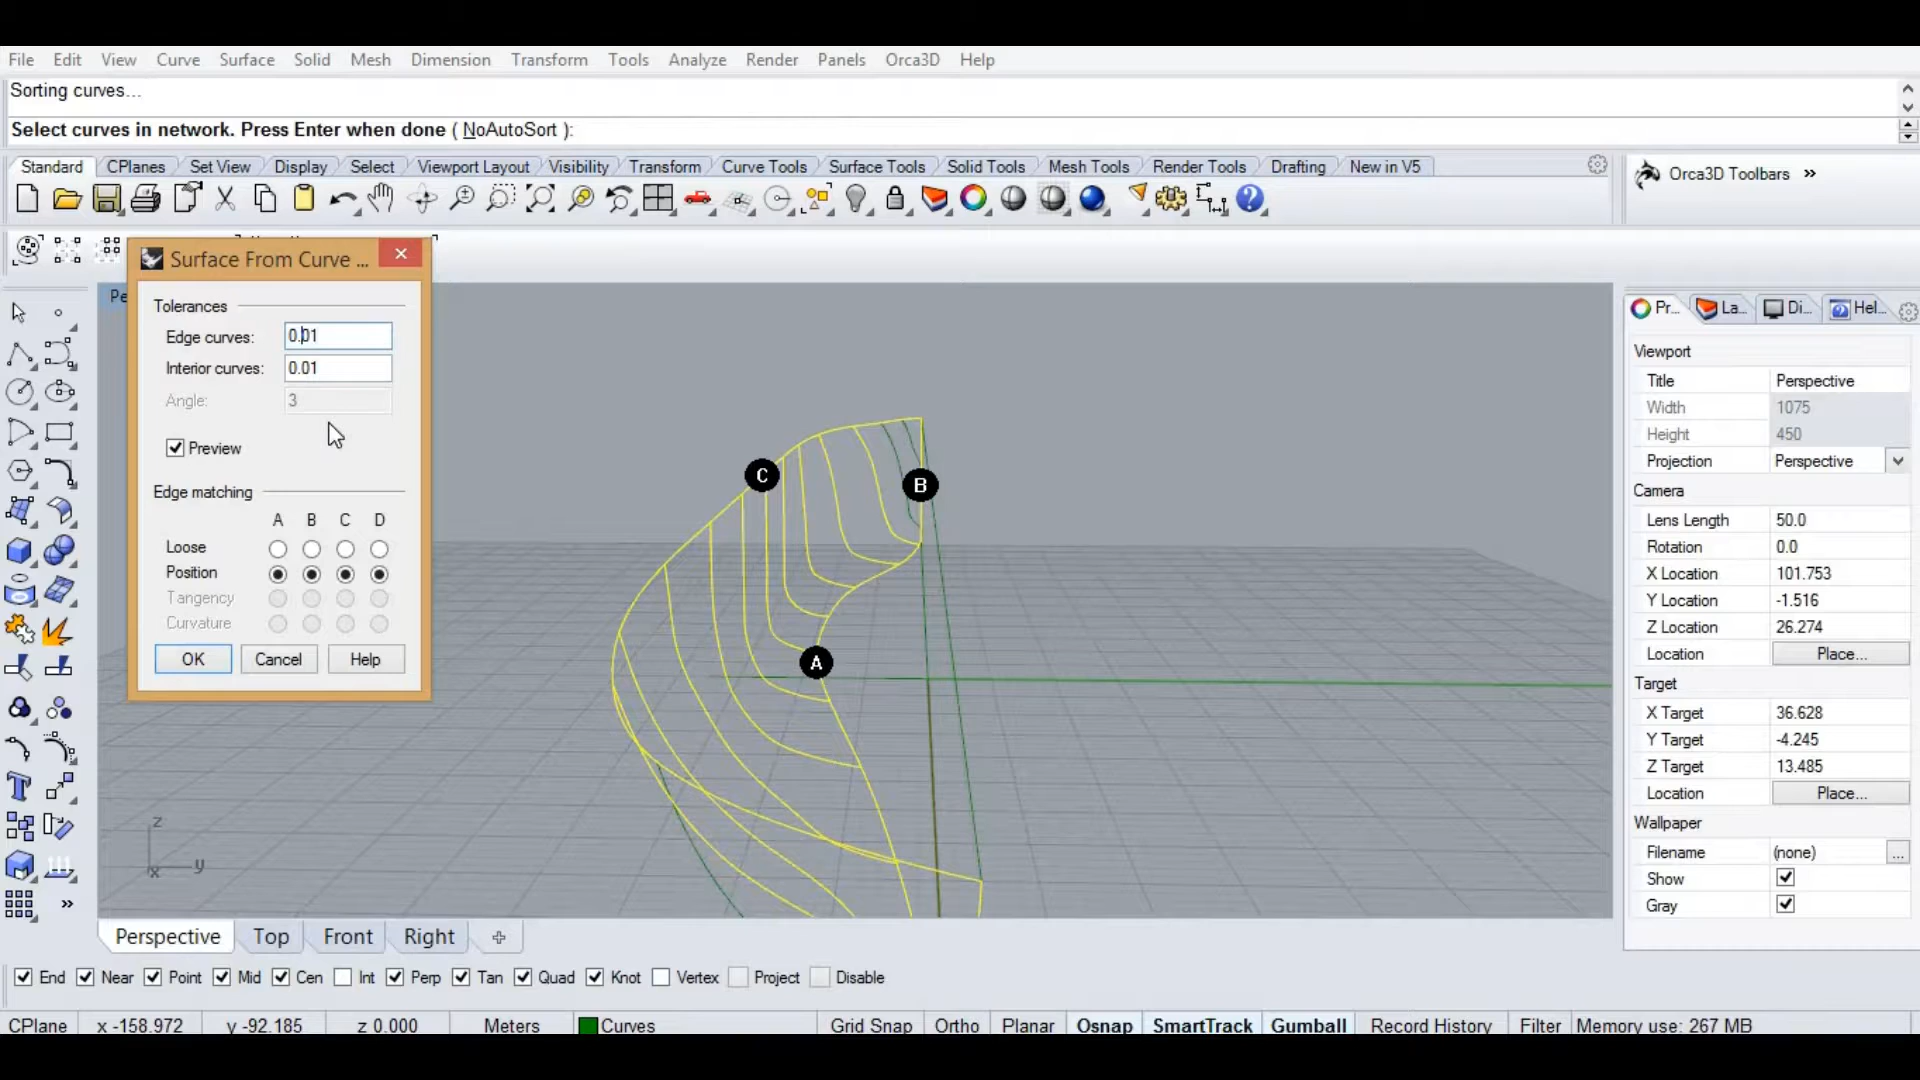 File Edit View Curve Surface Solid Mesh Dimension Transform Tools Analyze Render Panels Orca3D Help
Sorting curves...
Select curves in network. Press Enter when done ( NoAutoSort ):
Standard CPlanes Set View Display Select Viewport Layout Visibility Transform Curve Tools Surface Tools Solid Tools Mesh Tools Render Tools Drafting New in V5
Orca3D Toolbars »
Surface From Curve ...
Tolerances
Edge curves: 0.01
Interior curves: 0.01
Angle: 3
Preview
Edge matching
A B C D
Loose
Position
Tangency
Curvature
OK Cancel Help
Pe
C
B
A
z
x y
Pr... La... Di... Hel...
Viewport
Title Perspective
Width 1075
Height 450
Projection Perspective
Camera
Lens Length 50.0
Rotation 0.0
X Location 101.753
Y Location -1.516
Z Location 26.274
Location Place...
Target
X Target 36.628
Y Target -4.245
Z Target 13.485
Location Place...
Wallpaper
Filename (none) ...
Show
Gray
»
Perspective Top Front Right
End Near Point Mid Cen Int Perp Tan Quad Knot Vertex Project Disable
CPlane x -158.972 y -92.185 z 0.000 Meters Curves Grid Snap Ortho Planar Osnap SmartTrack Gumball Record History Filter Memory use: 267 MB